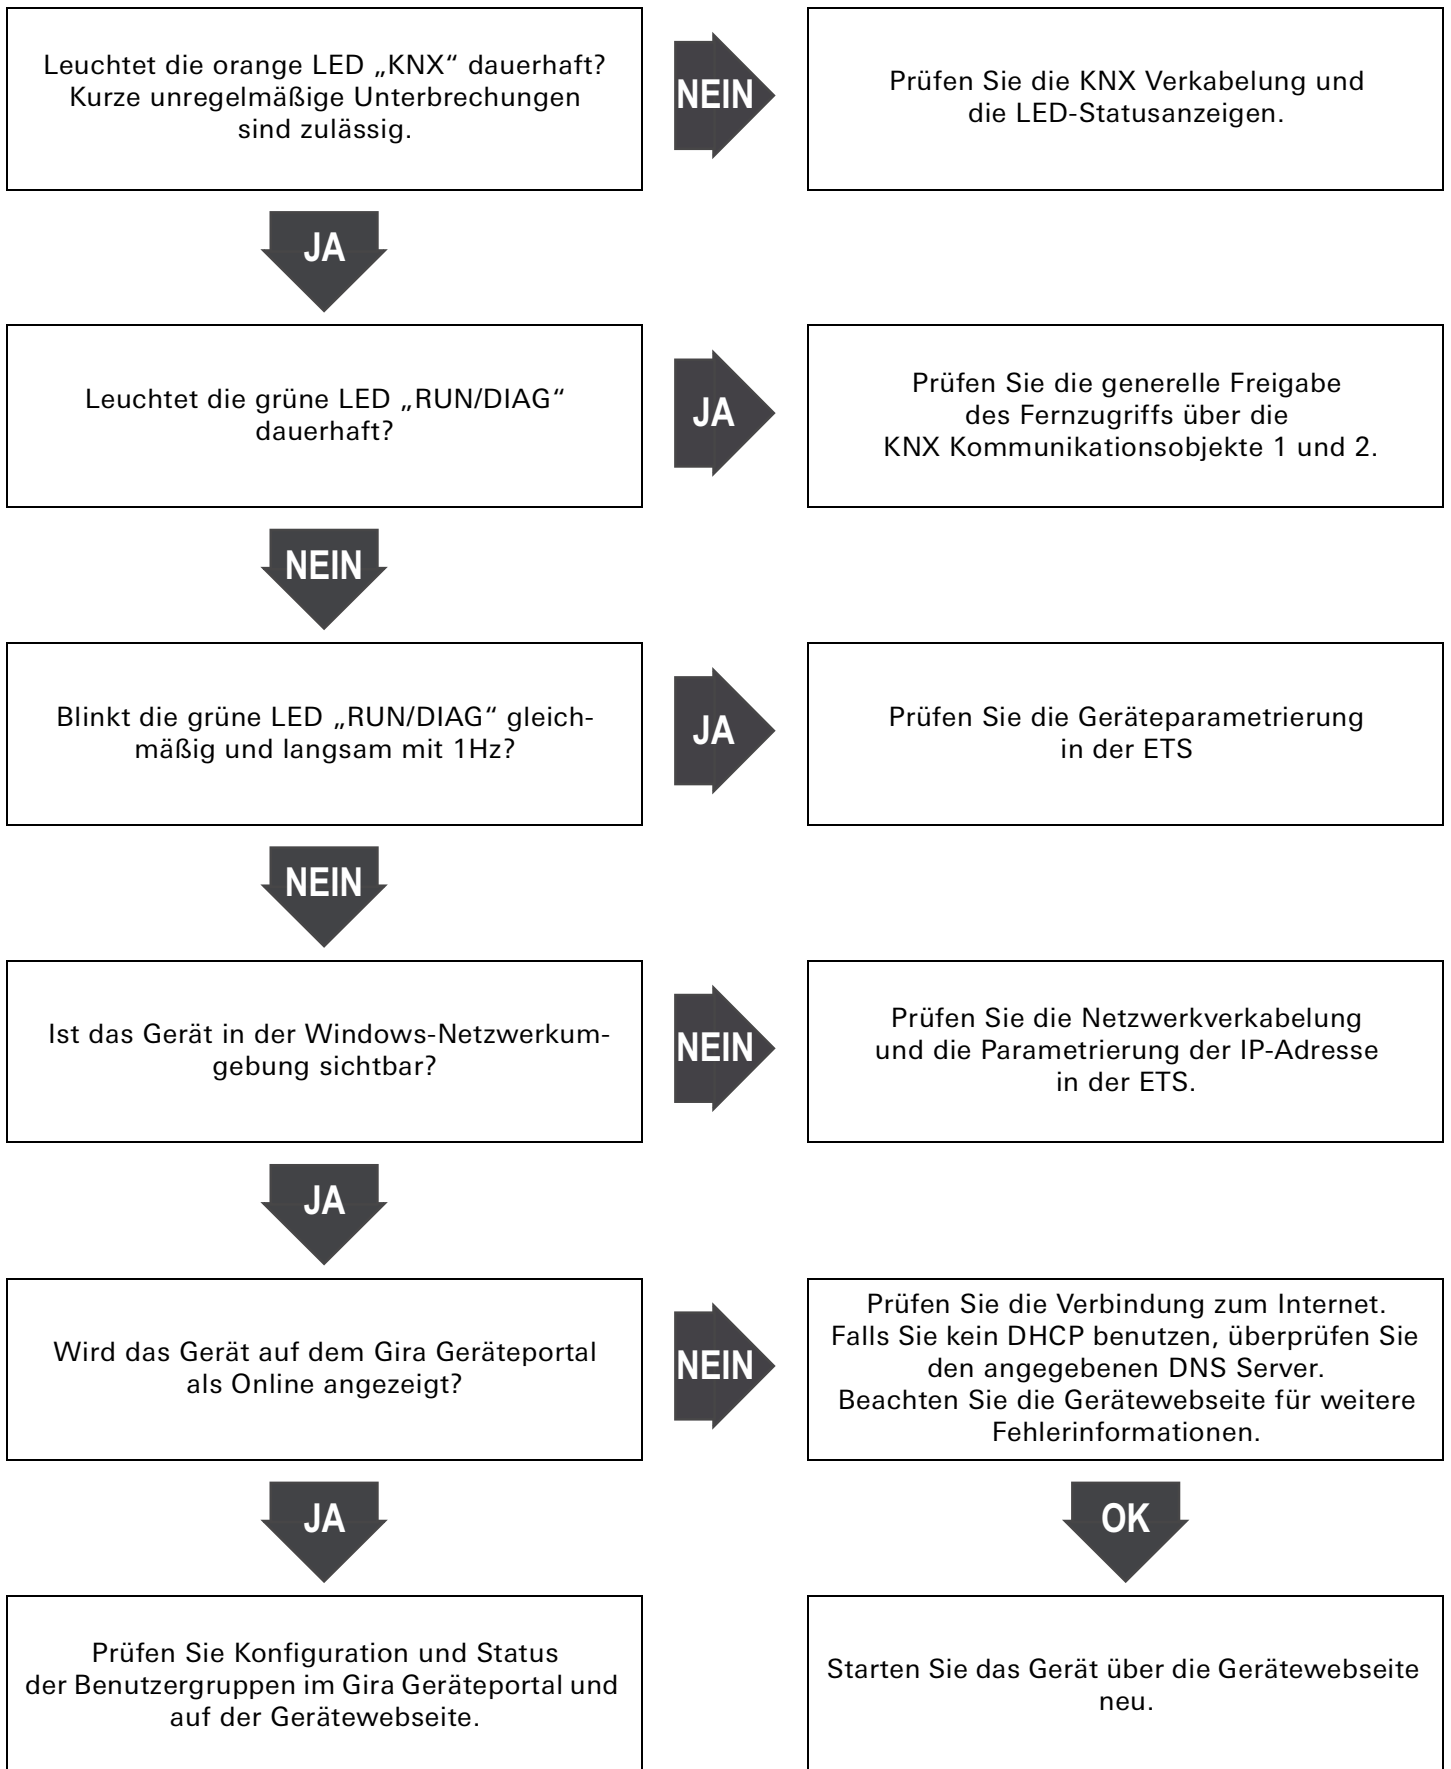 Leuchtet die orange LED „KNX“ dauerhaft?
Kurze unregelmäßige Unterbrechungen
sind zulässig.
NEIN
Prüfen Sie die KNX Verkabelung und
die LED-Statusanzeigen.
JA
Leuchtet die grüne LED „RUN/DIAG“
dauerhaft?
JA
Prüfen Sie die generelle Freigabe
des Fernzugriffs über die
KNX Kommunikationsobjekte 1 und 2.
NEIN
Blinkt die grüne LED „RUN/DIAG“ gleich-
mäßig und langsam mit 1Hz?
JA
Prüfen Sie die Geräteparametrierung
in der ETS
NEIN
Ist das Gerät in der Windows-Netzwerkum-
gebung sichtbar?
NEIN
Prüfen Sie die Netzwerkverkabelung
und die Parametrierung der IP-Adresse
in der ETS.
JA
Wird das Gerät auf dem Gira Geräteportal
als Online angezeigt?
NEIN
Prüfen Sie die Verbindung zum Internet.
Falls Sie kein DHCP benutzen, überprüfen Sie
den angegebenen DNS Server.
Beachten Sie die Gerätewebseite für weitere
Fehlerinformationen.
JA
OK
Prüfen Sie Konfiguration und Status
der Benutzergruppen im Gira Geräteportal und
auf der Gerätewebseite.
Starten Sie das Gerät über die Gerätewebseite
neu.